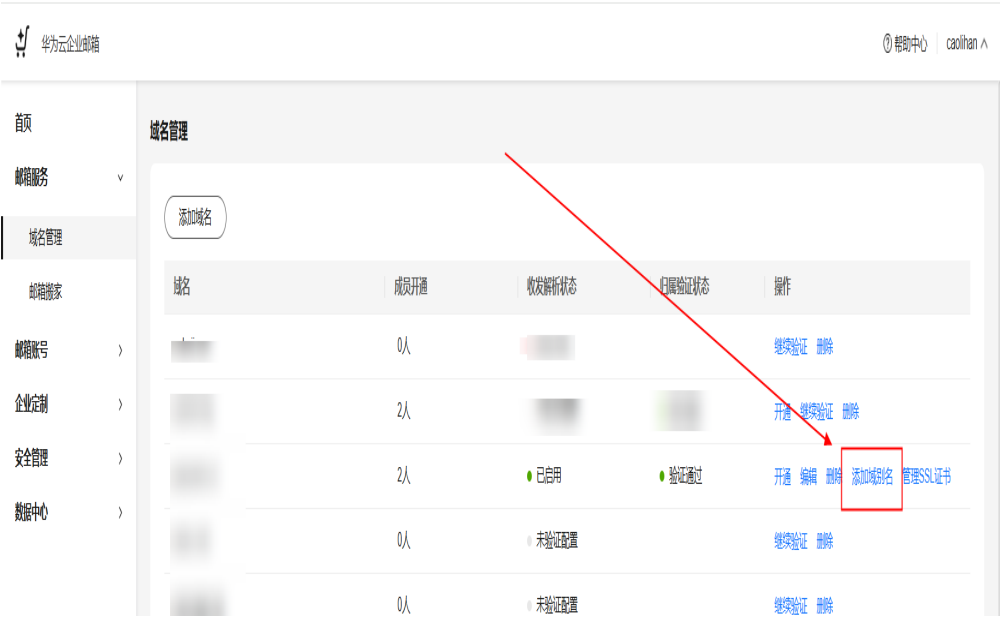 华为云企业邮箱
帮助中心 caolihan
首页
邮箱服务
域名管理
邮箱搬家
邮箱账号
企业定制
安全管理
数据中心
域名管理
添加域名
域名 成员开通 收发解析状态 归属验证状态 操作
0人 继续验证 删除
2人 开通 继续验证 删除
2人 已启用 验证通过 开通 编辑 删除 添加域别名 管理SSL证书
0人 未验证配置 继续验证 删除
0人 未验证配置 继续验证 删除